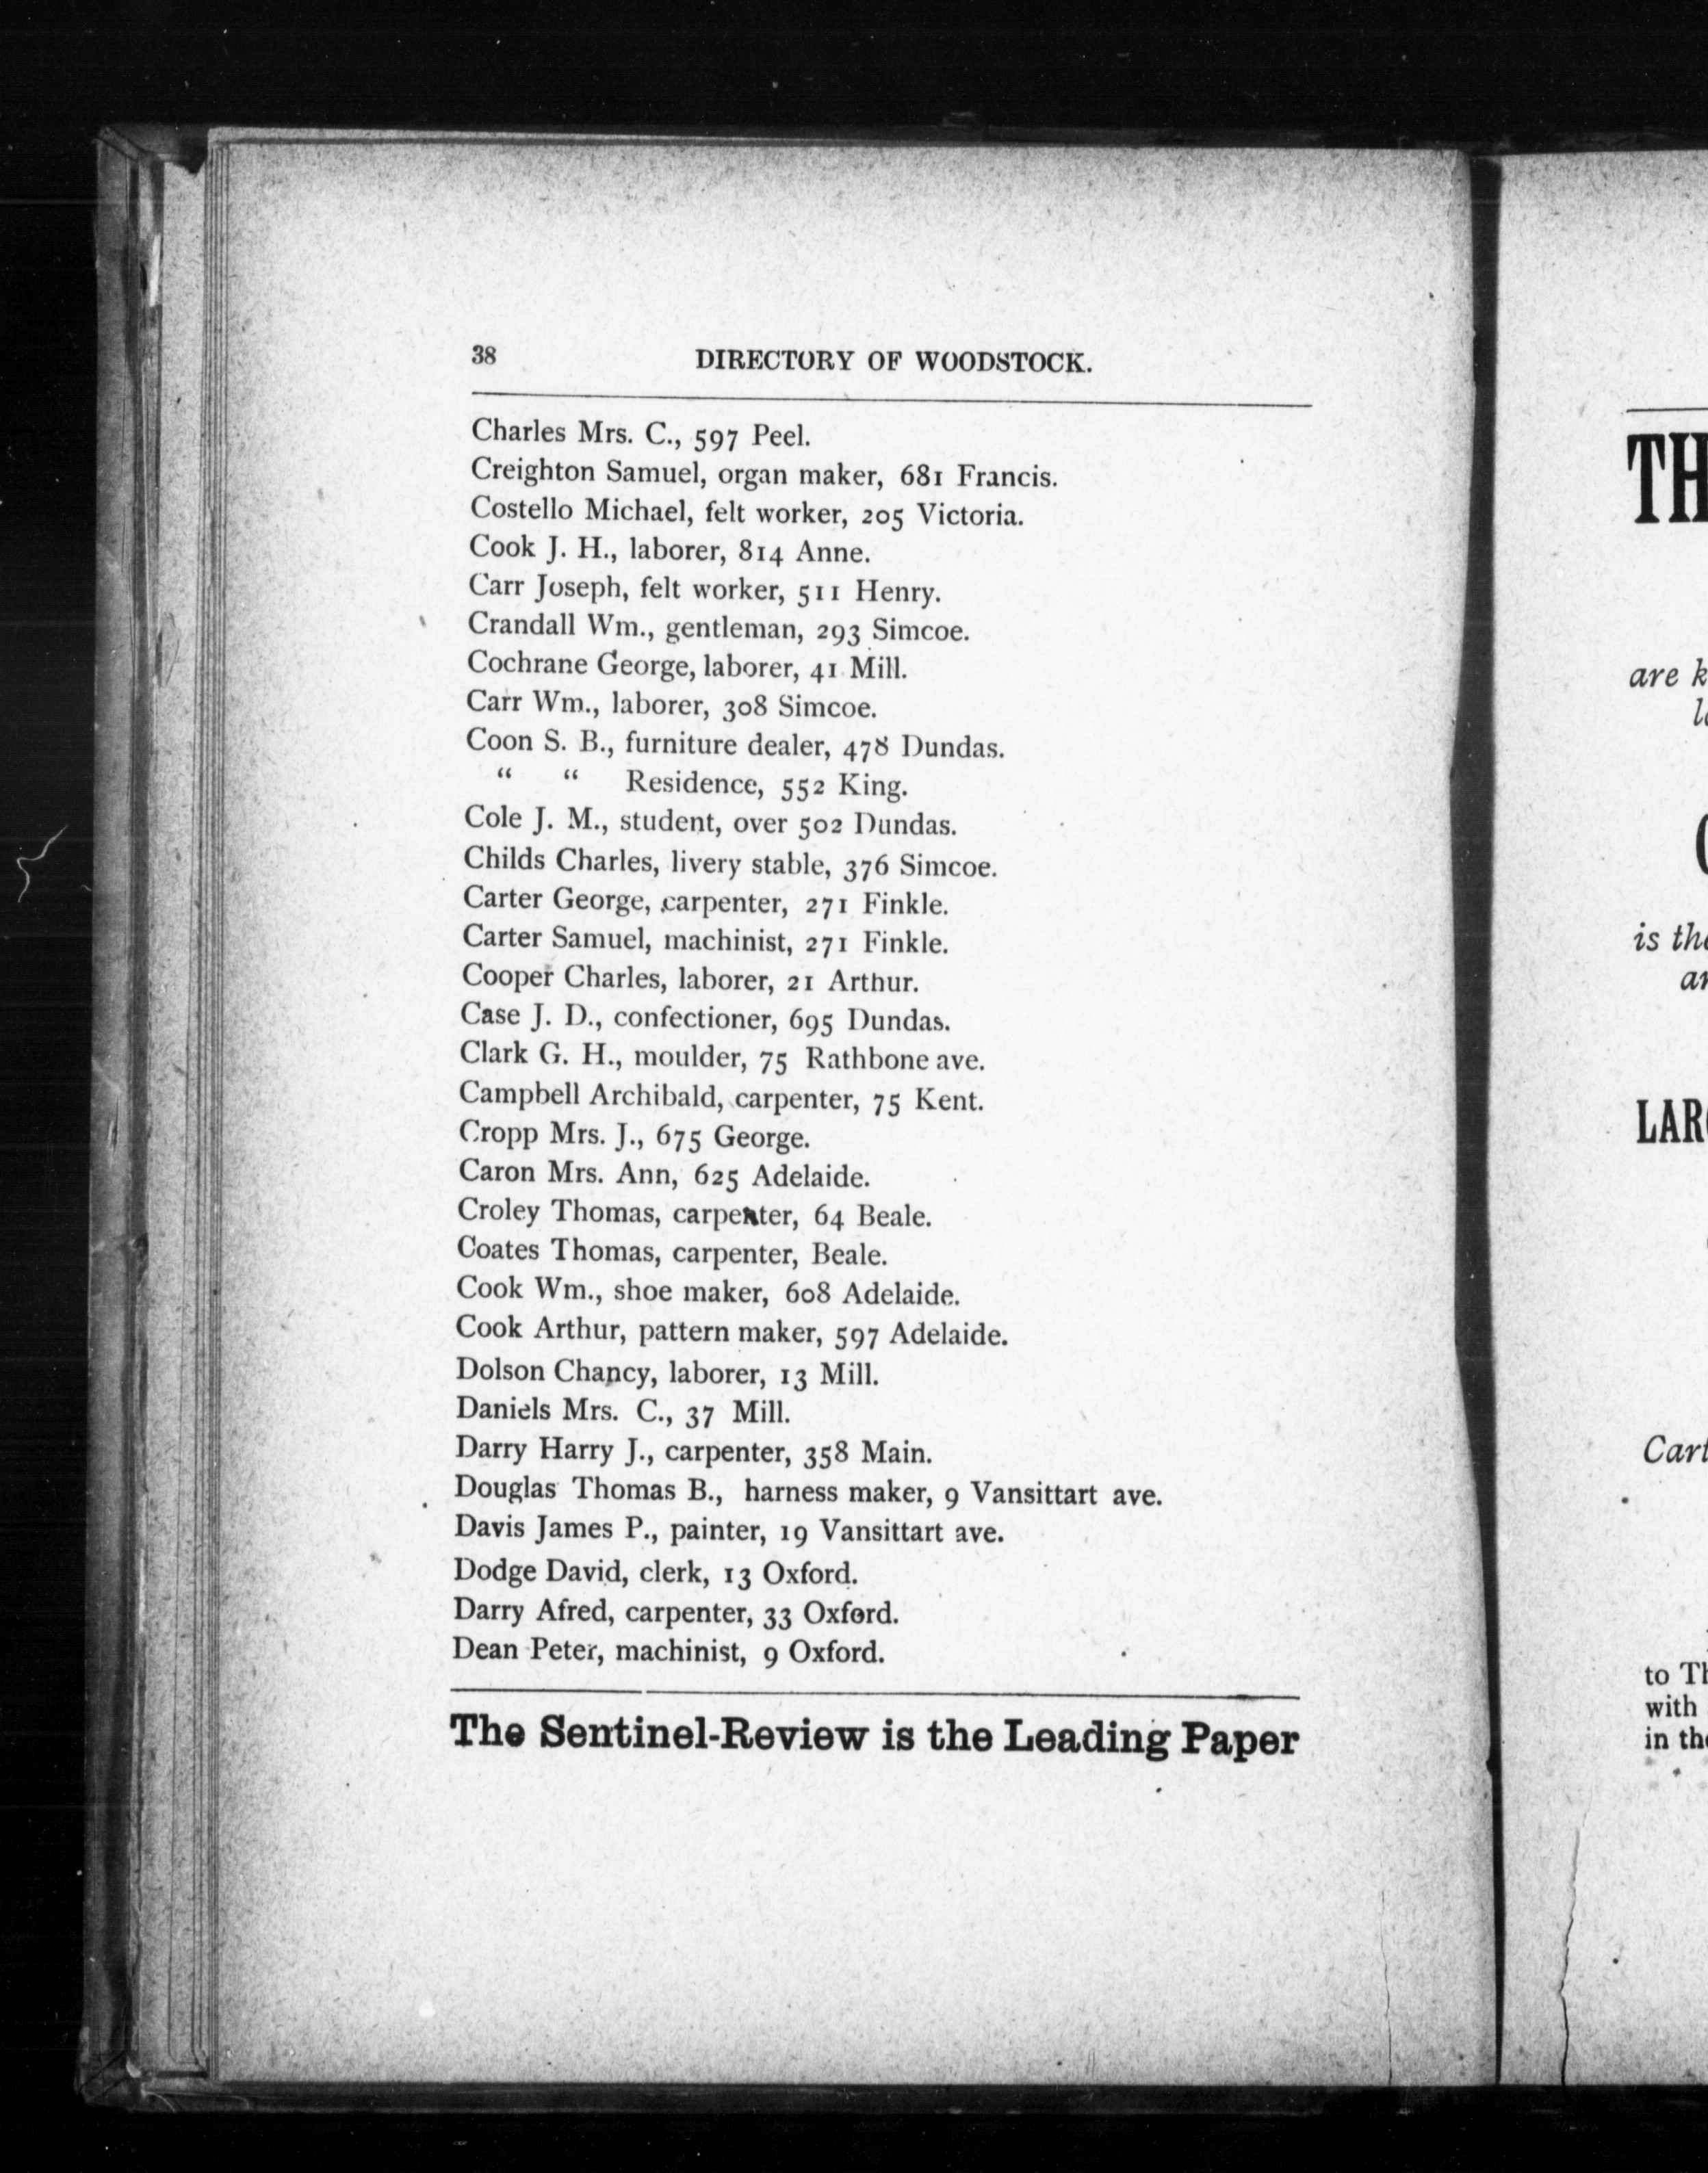 38 DIRECTORY OF WOODSTOCK.
Charles Mrs. C., 597 Peel.
Creighton Samuel, organ maker, 681 Francis.
Costello Michael, felt worker, 205 Victoria.
Cook J. H., laborer, 814 Anne.
Carr Joseph, felt worker, 511 Henry.
Crandall Wm., gentleman, 293 Simcoe.
Cochrane George, laborer, 41 Mill.
Carr Wm., laborer, 308 Simcoe.
Coon S. B., furniture dealer, 478 Dundas.
“ “ Residence, 552 King.
Cole J. M., student, over 502 Dundas.
Childs Charles, livery stable, 376 Simcoe.
Carter George, carpenter, 271 Finkle.
Carter Samuel, machinist, 271 Finkle.
Cooper Charles, laborer, 21 Arthur.
Case J. D., confectioner, 695 Dundas.
Clark G. H., moulder, 75 Rathbone ave.
Campbell Archibald, carpenter, 75 Kent.
Cropp Mrs. J., 675 George.
Caron Mrs. Ann, 625 Adelaide.
Croley Thomas, carpenter, 64 Beale.
Coates Thomas, carpenter, Beale.
Cook Wm., shoe maker, 608 Adelaide.
Cook Arthur, pattern maker, 597 Adelaide.
Dolson Chancy, laborer, 13 Mill.
Daniels Mrs. C., 37 Mill.
Darry Harry J., carpenter, 358 Main.
Douglas Thomas B., harness maker, 9 Vansittart ave.
Davis James P., painter, 19 Vansittart ave.
Dodge David, clerk, 13 Oxford.
Darry Afred, carpenter, 33 Oxford.
Dean Peter, machinist, 9 Oxford.
The Sentinel-Review is the Leading Paper
TH
are k
is the
LARG
Cart
to Th
with
in the